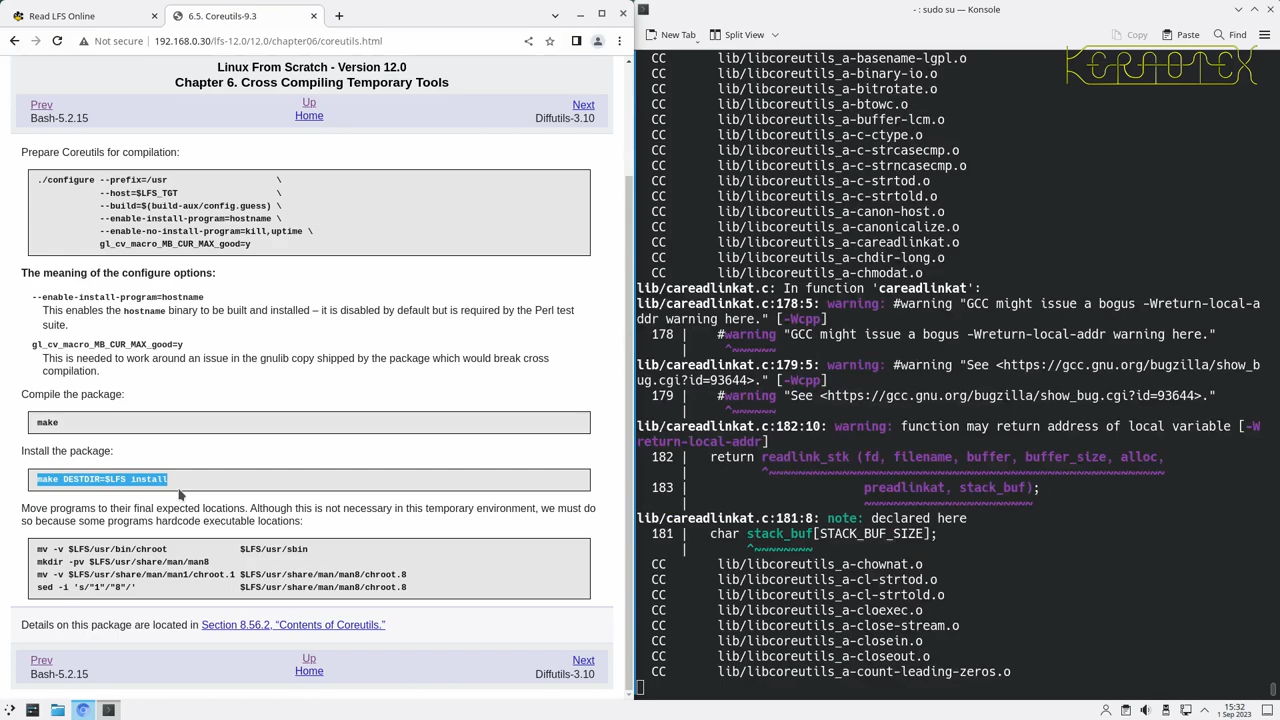 Read LFS Online
6.5. Coreutils-9.3
- : sudo su — Konsole
Not secure
192.168.0.30/lfs-12.0/12.0/chapter06/coreutils.html
New Tab
Split View
Copy
Paste
Find
KERNOTEX
Linux From Scratch - Version 12.0
Chapter 6. Cross Compiling Temporary Tools
Prev
Up
Next
Bash-5.2.15
Home
Diffutils-3.10
Prepare Coreutils for compilation:
./configure --prefix=/usr \
--host=$LFS_TGT \
--build=$(build-aux/config.guess) \
--enable-install-program=hostname \
--enable-no-install-program=kill,uptime \
gl_cv_macro_MB_CUR_MAX_good=y
The meaning of the configure options:
--enable-install-program=hostname
This enables the hostname binary to be built and installed – it is disabled by default but is required by the Perl test
suite.
gl_cv_macro_MB_CUR_MAX_good=y
This is needed to work around an issue in the gnulib copy shipped by the package which would break cross
compilation.
Compile the package:
make
Install the package:
make DESTDIR=$LFS install
Move programs to their final expected locations. Although this is not necessary in this temporary environment, we must do
so because some programs hardcode executable locations:
mv -v $LFS/usr/bin/chroot $LFS/usr/sbin
mkdir -pv $LFS/usr/share/man/man8
mv -v $LFS/usr/share/man/man1/chroot.1 $LFS/usr/share/man/man8/chroot.8
sed -i 's/"1"/"8"/' $LFS/usr/share/man/man8/chroot.8
Details on this package are located in Section 8.56.2, “Contents of Coreutils.”
Prev
Up
Next
Bash-5.2.15
Home
Diffutils-3.10
CC lib/libcoreutils_a-basename-lgpl.o
CC lib/libcoreutils_a-binary-io.o
CC lib/libcoreutils_a-bitrotate.o
CC lib/libcoreutils_a-btowc.o
CC lib/libcoreutils_a-buffer-lcm.o
CC lib/libcoreutils_a-c-ctype.o
CC lib/libcoreutils_a-c-strcasecmp.o
CC lib/libcoreutils_a-c-strncasecmp.o
CC lib/libcoreutils_a-c-strtod.o
CC lib/libcoreutils_a-c-strtold.o
CC lib/libcoreutils_a-canon-host.o
CC lib/libcoreutils_a-canonicalize.o
CC lib/libcoreutils_a-careadlinkat.o
CC lib/libcoreutils_a-chdir-long.o
CC lib/libcoreutils_a-chmodat.o
lib/careadlinkat.c: In function 'careadlinkat':
lib/careadlinkat.c:178:5: warning: #warning "GCC might issue a bogus -Wreturn-local-a
ddr warning here." [-Wcpp]
178 | #warning "GCC might issue a bogus -Wreturn-local-addr warning here."
| ^~~~~~~
lib/careadlinkat.c:179:5: warning: #warning "See <https://gcc.gnu.org/bugzilla/show_b
ug.cgi?id=93644>." [-Wcpp]
179 | #warning "See <https://gcc.gnu.org/bugzilla/show_bug.cgi?id=93644>."
| ^~~~~~~
lib/careadlinkat.c:182:10: warning: function may return address of local variable [-W
return-local-addr]
182 | return readlink_stk (fd, filename, buffer, buffer_size, alloc,
| ^~~~~~~~~~~~~~~~~~~~~~~~~~~~~~~~~~~~~~~~~~~~~~~~~~~~~~~
183 | preadlinkat, stack_buf);
| ~~~~~~~~~~~~~~~~~~~~~~~
lib/careadlinkat.c:181:8: note: declared here
181 | char stack_buf[STACK_BUF_SIZE];
| ^~~~~~~~~
CC lib/libcoreutils_a-chownat.o
CC lib/libcoreutils_a-cl-strtod.o
CC lib/libcoreutils_a-cl-strtold.o
CC lib/libcoreutils_a-cloexec.o
CC lib/libcoreutils_a-close-stream.o
CC lib/libcoreutils_a-closein.o
CC lib/libcoreutils_a-closeout.o
CC lib/libcoreutils_a-count-leading-zeros.o
15:32
1 Sep 2023